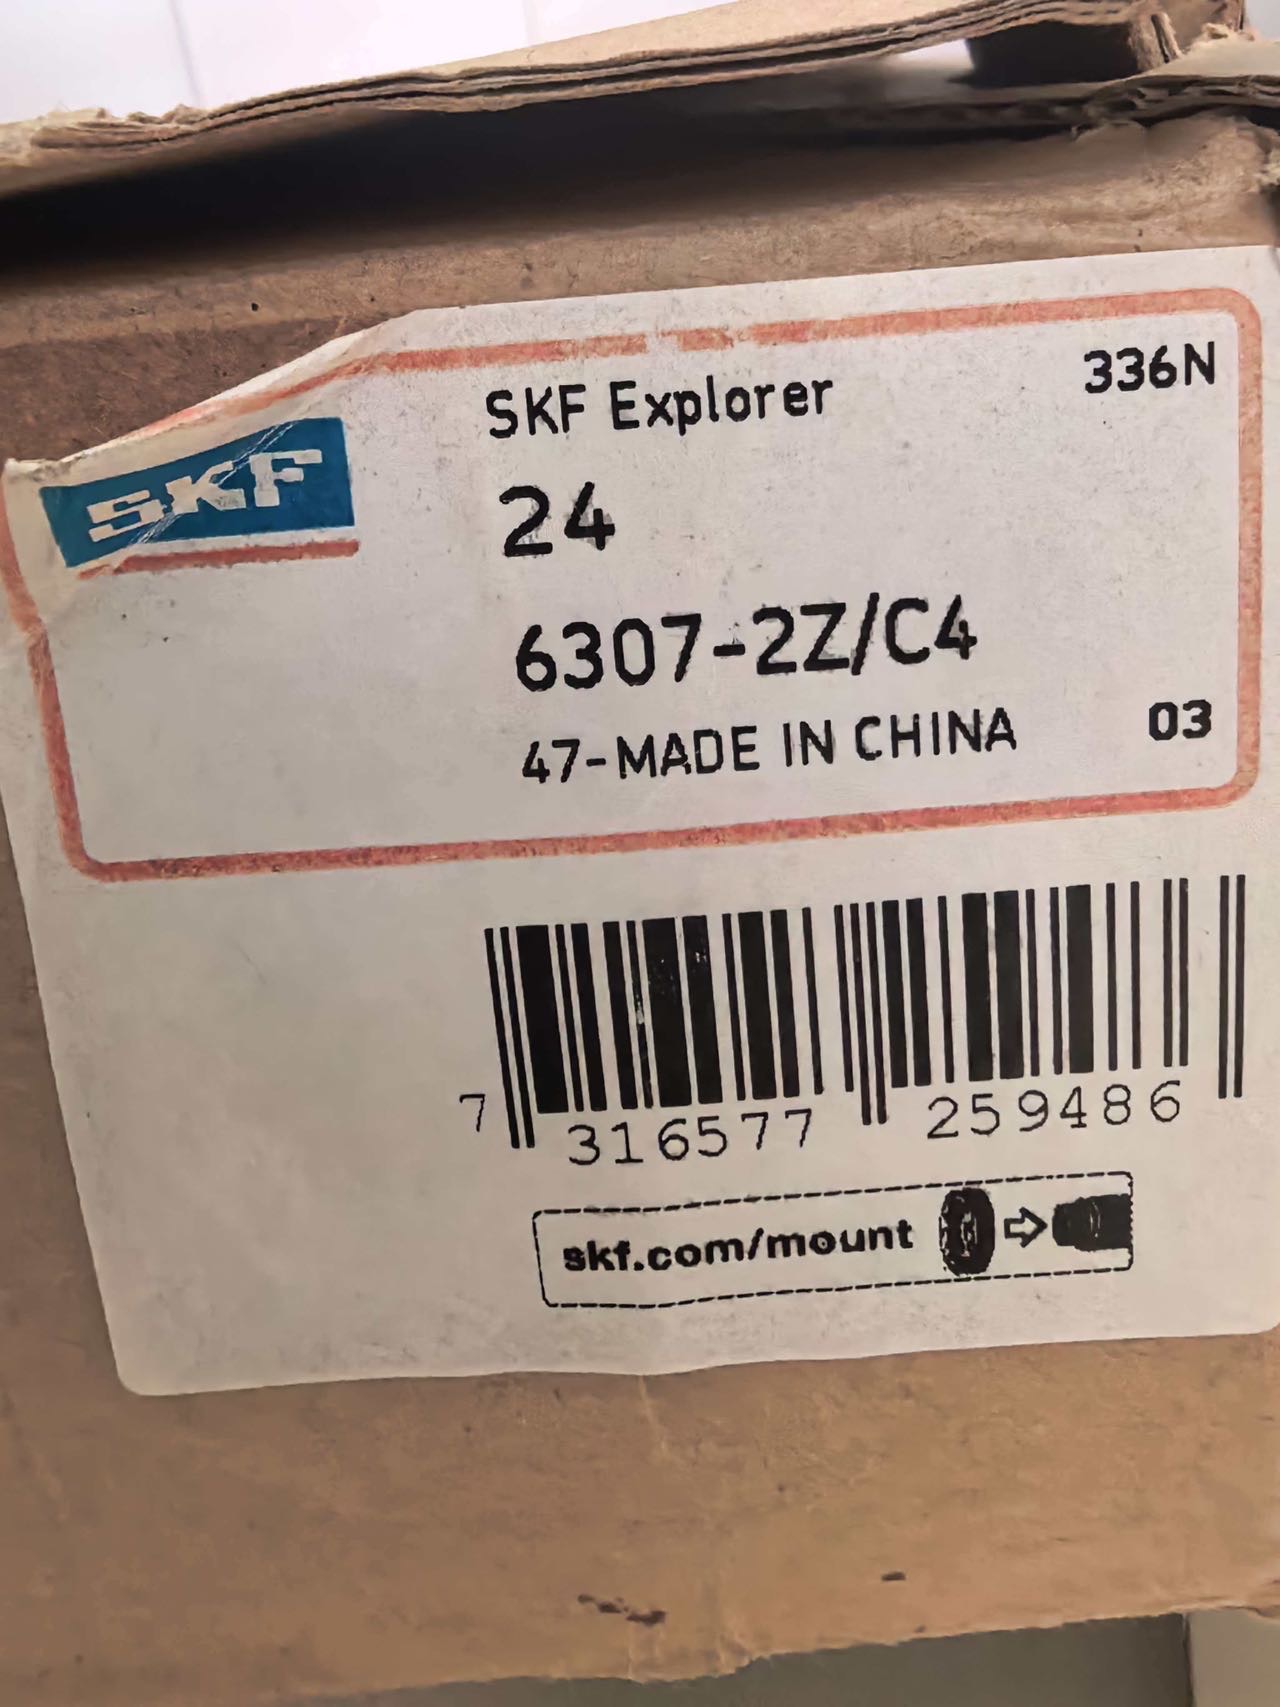 SKF Explorer 336N
SKF
24
6307-2Z/C4
47-MADE IN CHINA 03
7 316577 259486
skf.com/mount